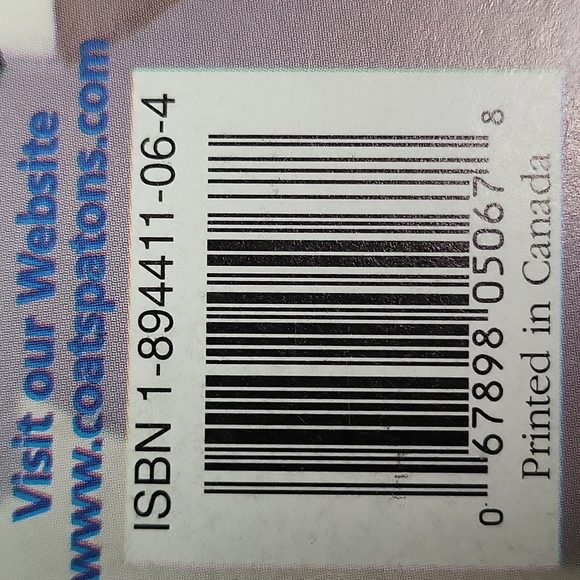 Visit our Website
www.coatspatons.com
ISBN 1-894411-06-4
0 67898 05067 8
Printed in Canada